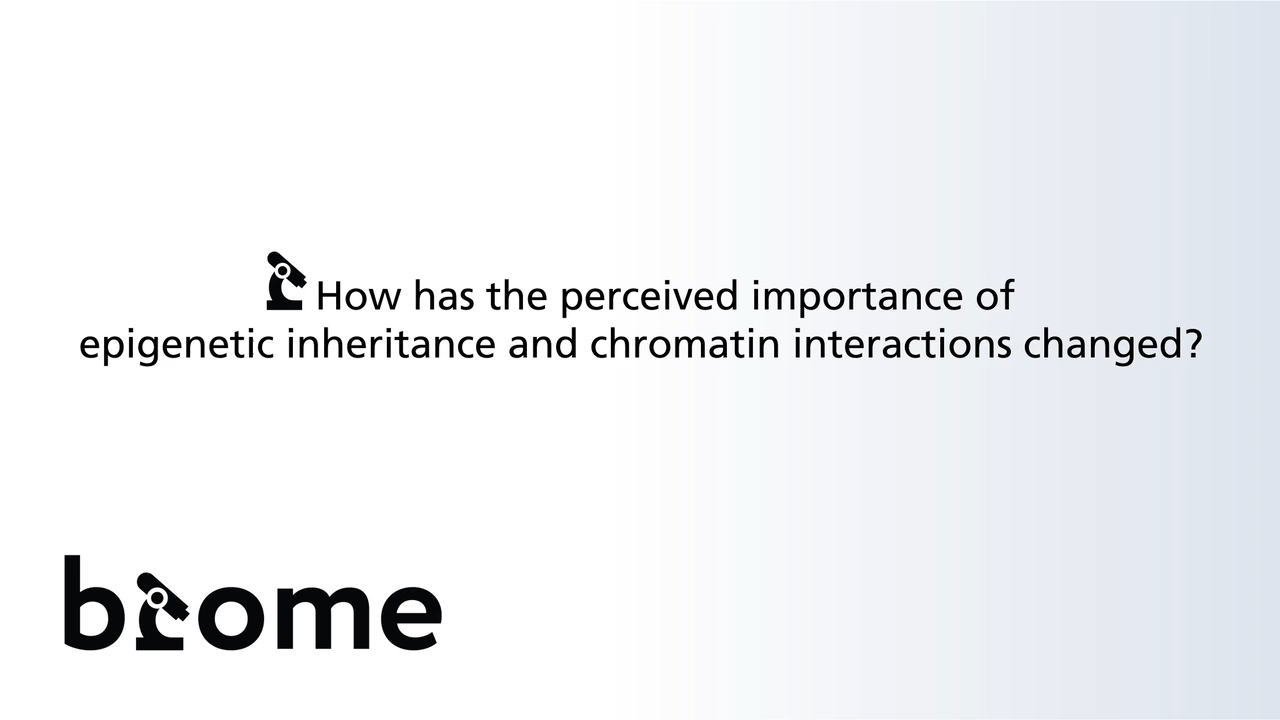 How has the perceived importance of
epigenetic inheritance and chromatin interactions changed?
biome